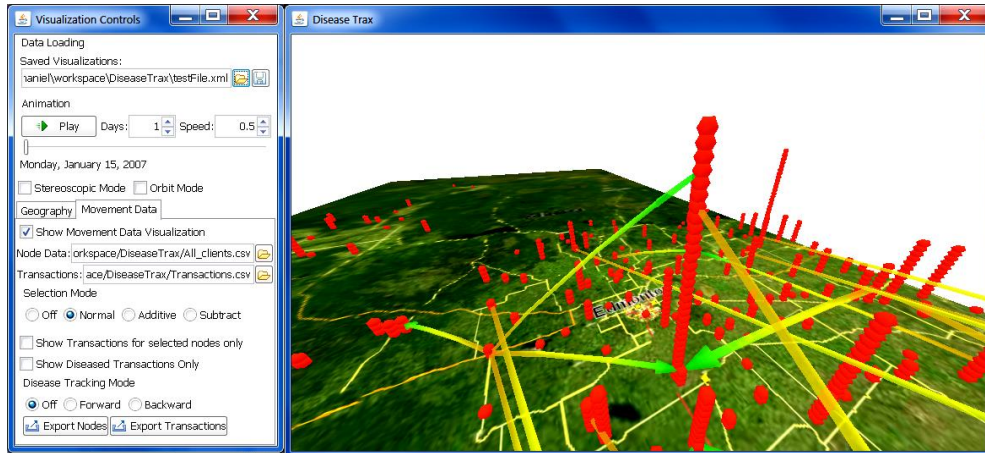 Visualization Controls
X
Data Loading
Saved Visualizations:
naniel\workspace\DiseaseTrax\testFile.xml
Animation
Play Days: 1 Speed: 0.5
Monday, January 15, 2007
Stereoscopic Mode Orbit Mode
Geography Movement Data
Show Movement Data Visualization
Node Data: orkspace/DiseaseTrax/All_clients.csv
Transactions: ace/DiseaseTrax/Transactions.csv
Selection Mode
Off Normal Additive Subtract
Show Transactions for selected nodes only
Show Diseased Transactions Only
Disease Tracking Mode
Off Forward Backward
Export Nodes Export Transactions
Disease Trax
X